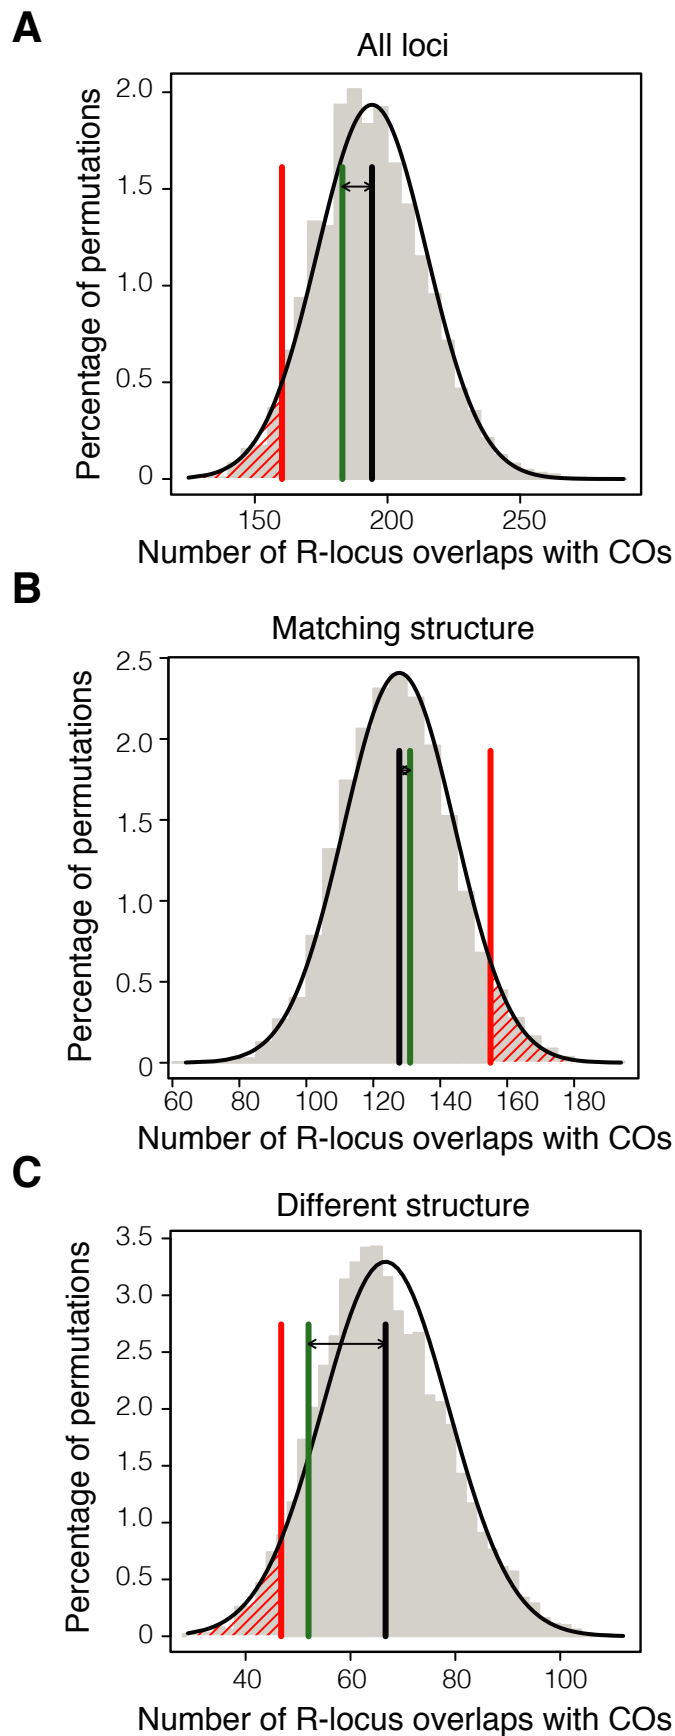 A
All loci
Percentage of permutations
2.0
1.5
1.0
0.5
0
150 200 250
Number of R-locus overlaps with COs
B
Matching structure
Percentage of permutations
2.5
2.0
1.5
1.0
0.5
0
60 80 100 120 140 160 180
Number of R-locus overlaps with COs
C
Different structure
Percentage of permutations
3.5
3.0
2.5
2.0
1.5
1.0
0.5
0
40 60 80 100
Number of R-locus overlaps with COs